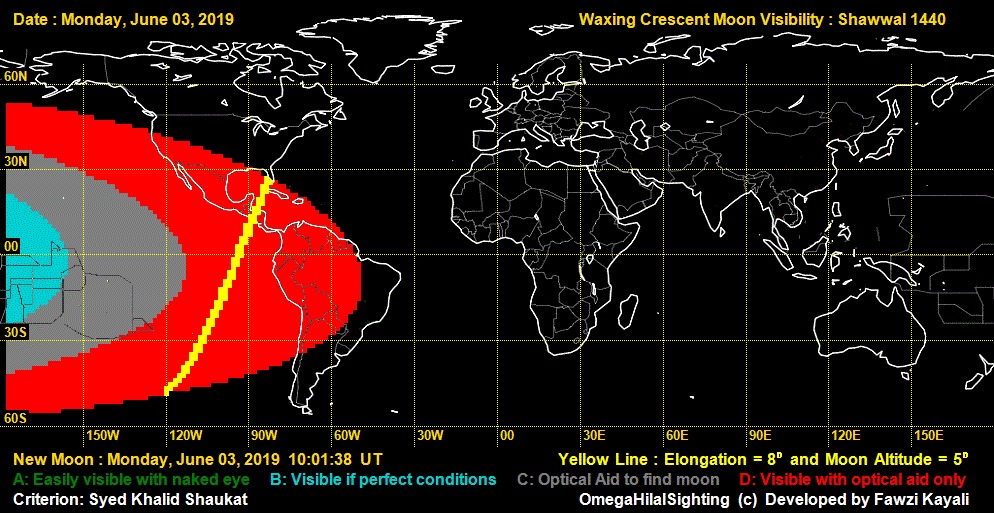 Date : Monday, June 03, 2019 Waxing Crescent Moon Visibility : Shawwal 1440
60N
30N
00
30S
60S
150W 120W 90W 60W 30W 00 30E 60E 90E 120E 150E
New Moon : Monday, June 03, 2019 10:01:38 UT Yellow Line : Elongation = 8º and Moon Altitude = 5º
A: Easily visible with naked eye B: Visible if perfect conditions C: Optical Aid to find moon D: Visible with optical aid only
Criterion: Syed Khalid Shaukat OmegaHilalSighting (c) Developed by Fawzi Kayali